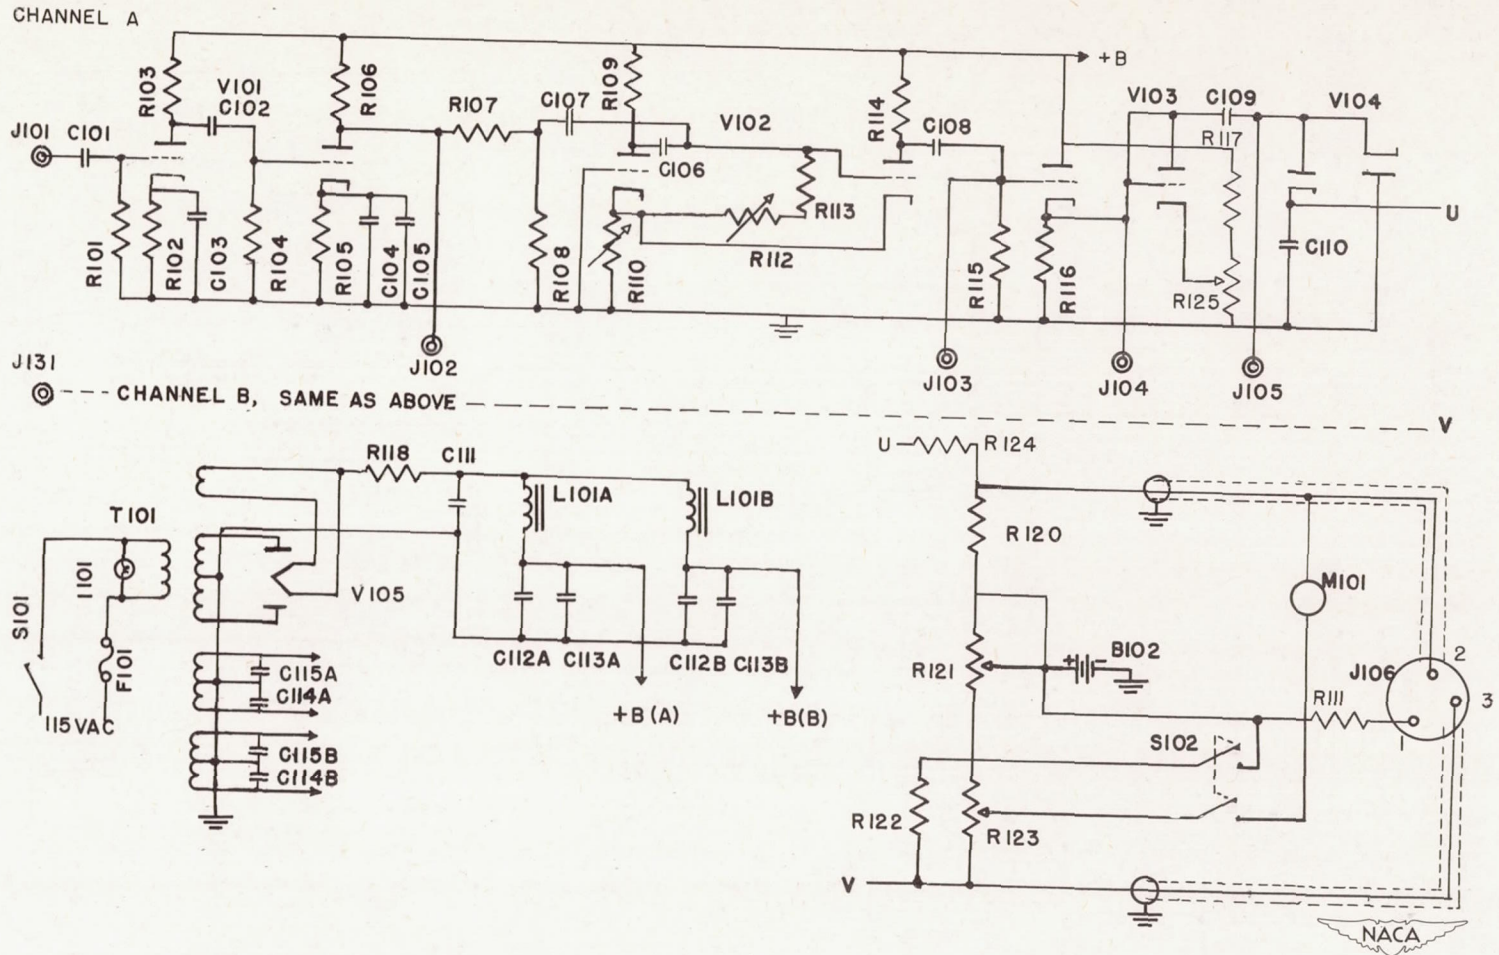 CHANNEL A
R103
V101
C102
R106
R107
C107
R109
V102
R114
C108
+B
V103
C109
V104
R117
J101
C101
C106
R113
U
R101
R102
C103
R104
R105
C104
C105
R108
R110
R112
R115
R116
R125
C110
J102
J103
J104
J105
J131
CHANNEL B, SAME AS ABOVE
V
R118
C111
U
R124
L101A
L101B
T101
R120
I101
V105
M101
S101
F101
115VAC
C115A
C114A
C112A
C113A
C112B
C113B
R121
B102
J106
2
3
1
R111
+B(A)
+B(B)
C115B
C114B
S102
R122
R123
V
NACA